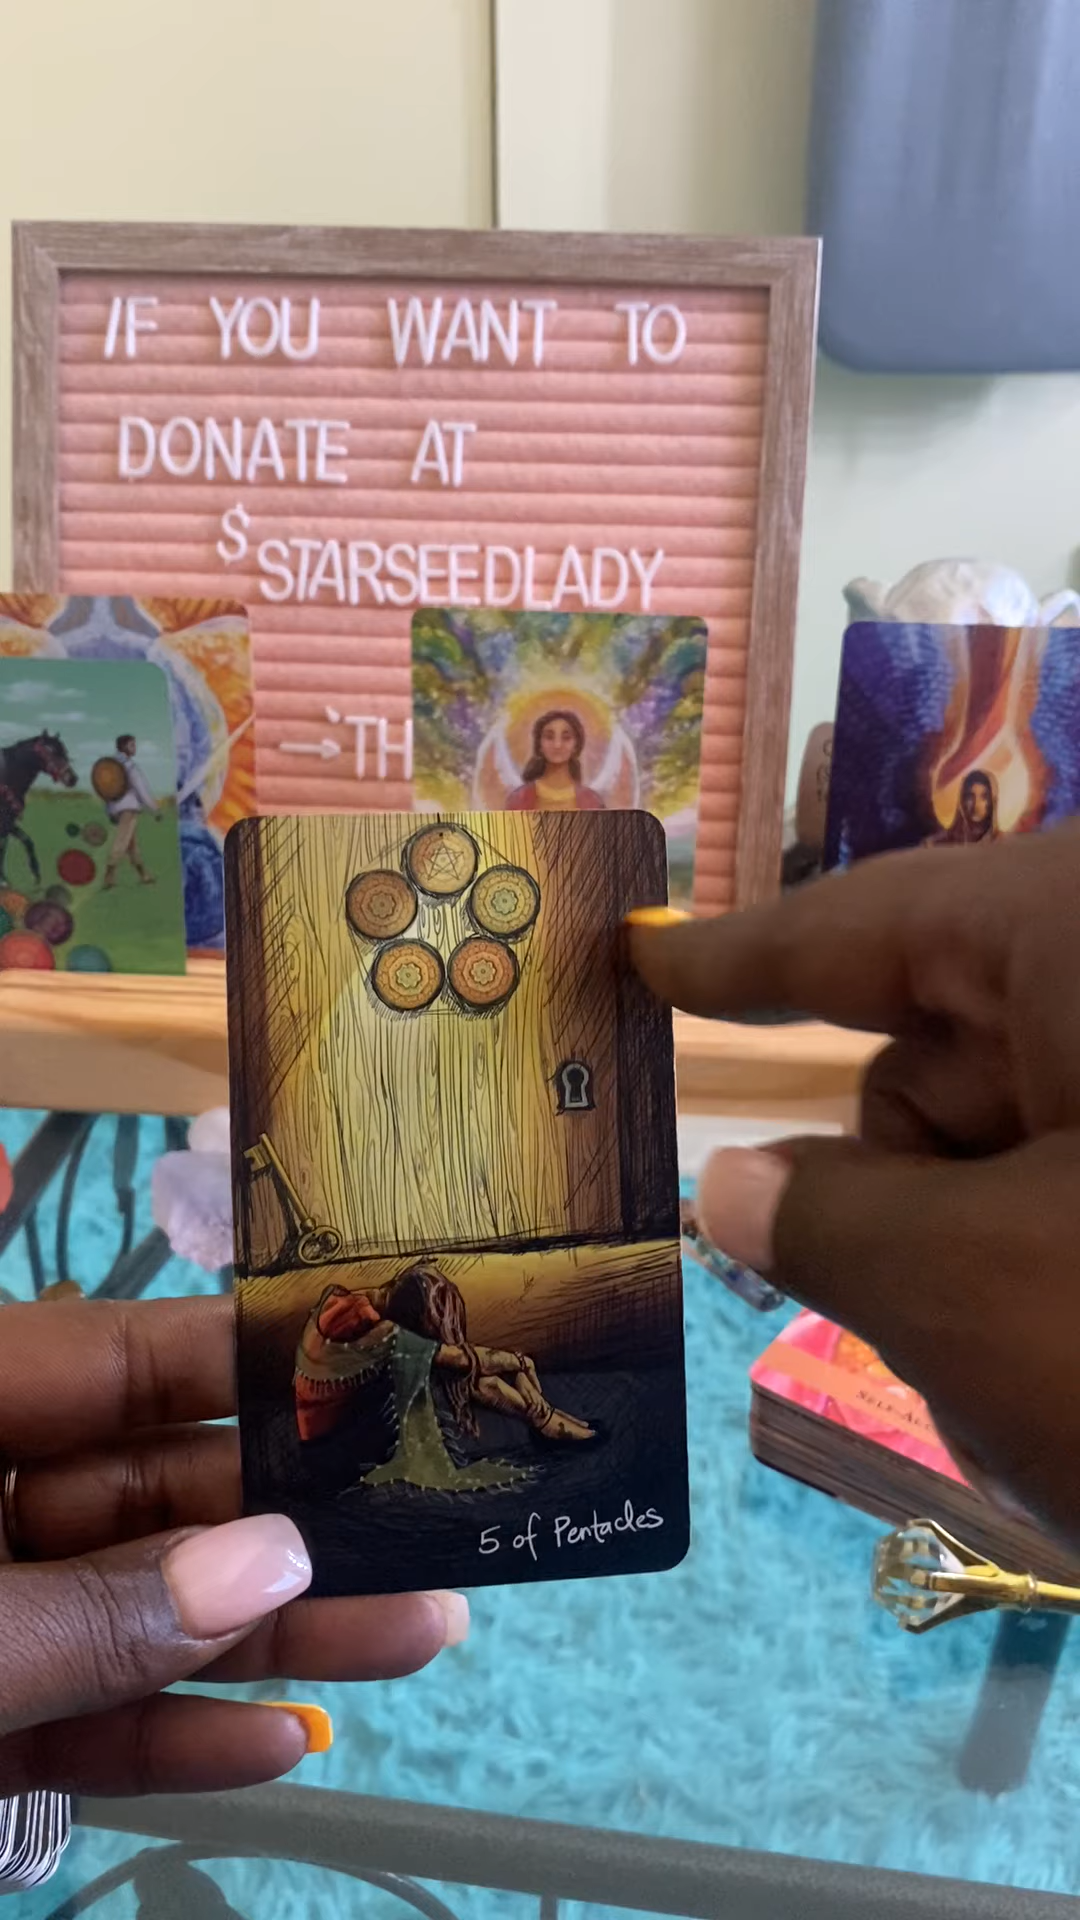 IF YOU WANT TO
DONATE AT
$STARSEEDLADY
→'TH
5 of Pentacles